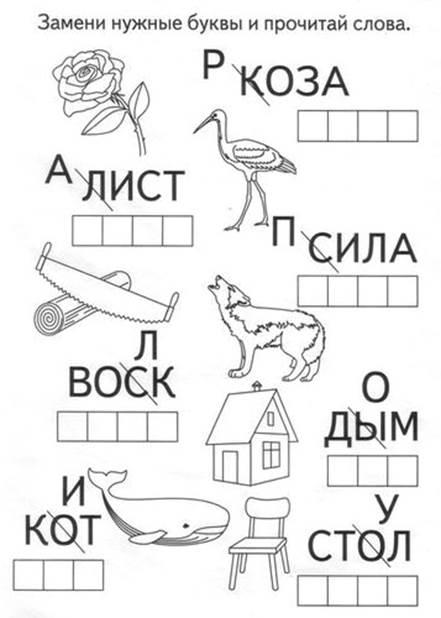 Замени нужные буквы и прочитай слова.
Р
КОЗА
А
ЛИСТ
П
СИЛА
Л
ВОСК
О
ДЫМ
И
КОТ
У
СТОЛ